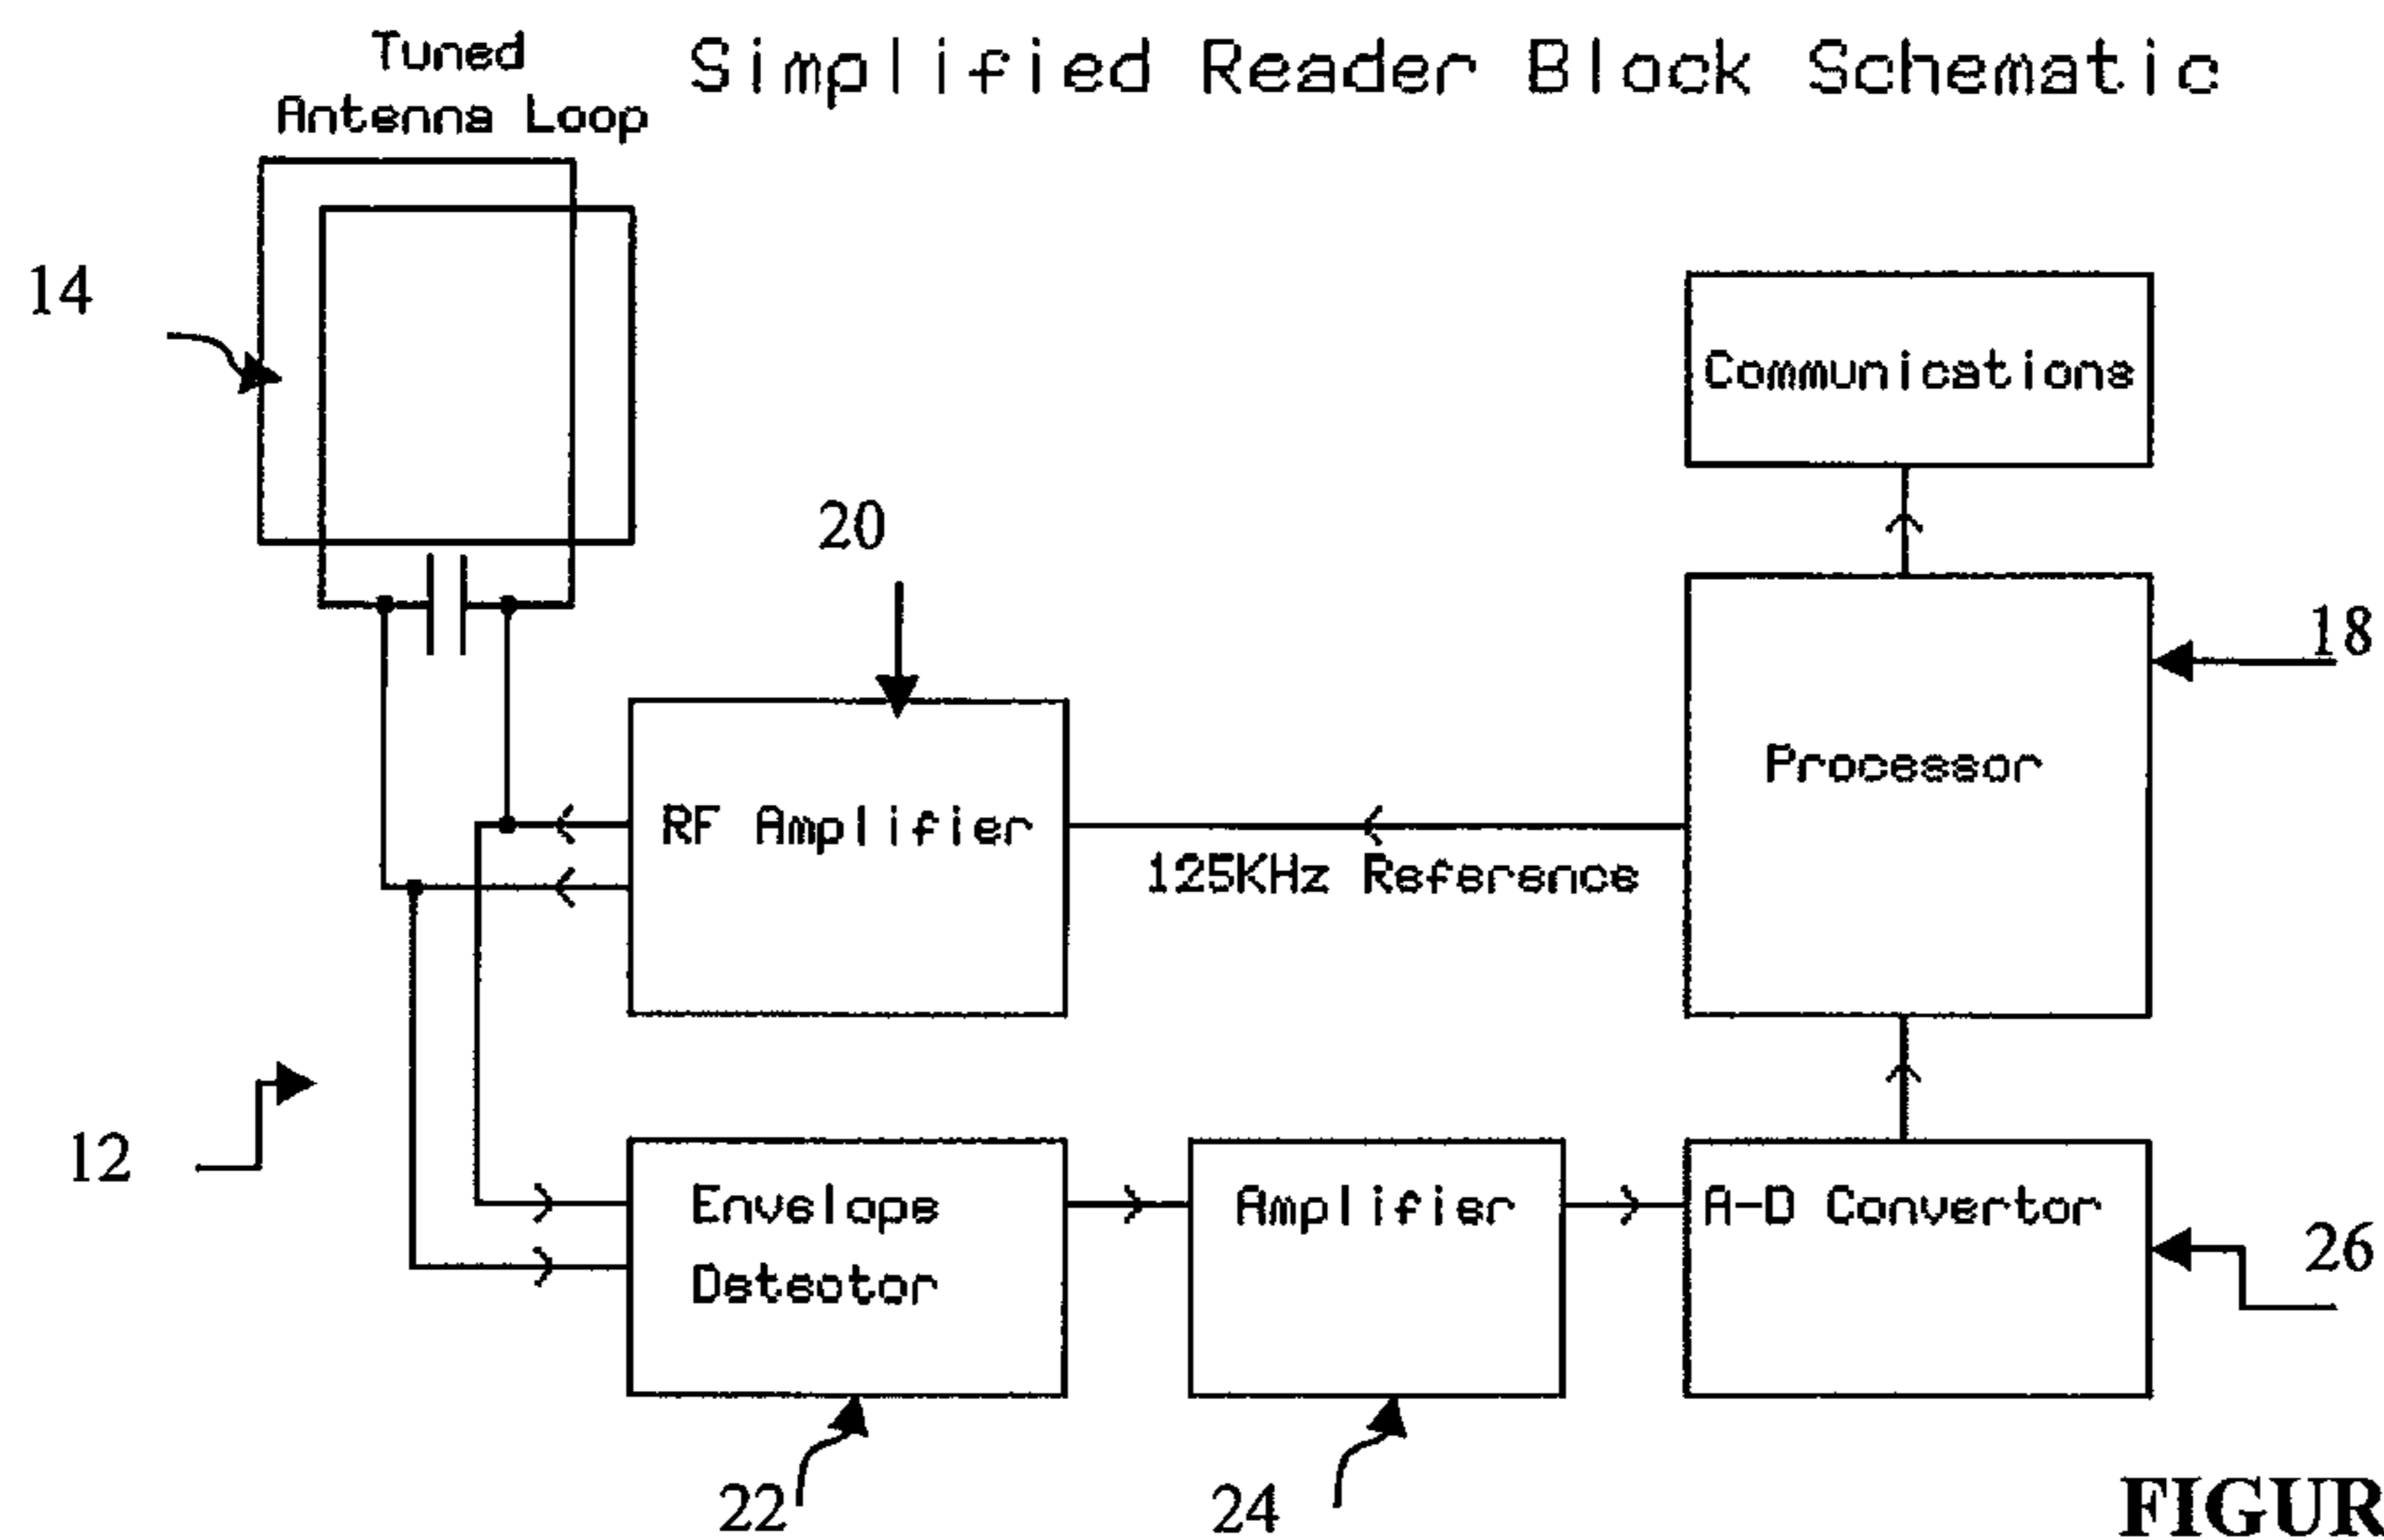 Simplified Reader Block Schematic
Tuned
Antenna Loop
14
20
Communications
18
Processor
RF Amplifier
125KHz Reference
12
Envelope
Detector
Amplifier
A-D Convertor
26
22
24
FIGUR